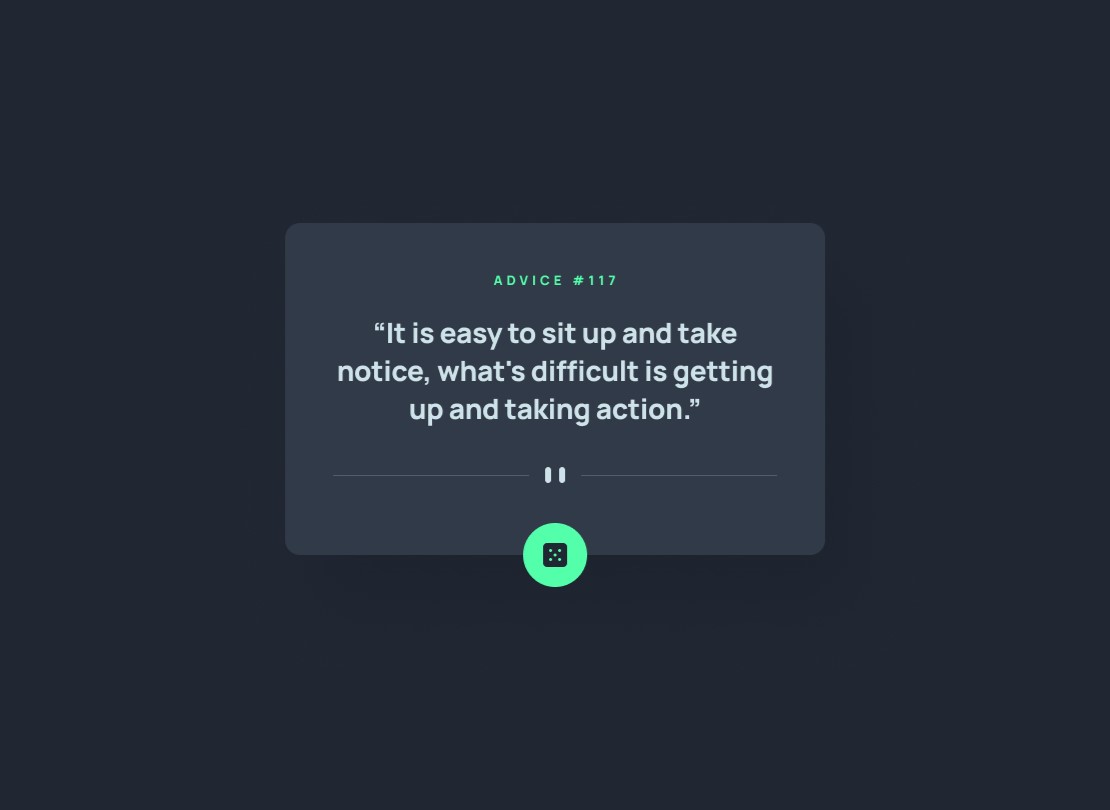 ADVICE #117
“It is easy to sit up and take
notice, what's difficult is getting
up and taking action.”